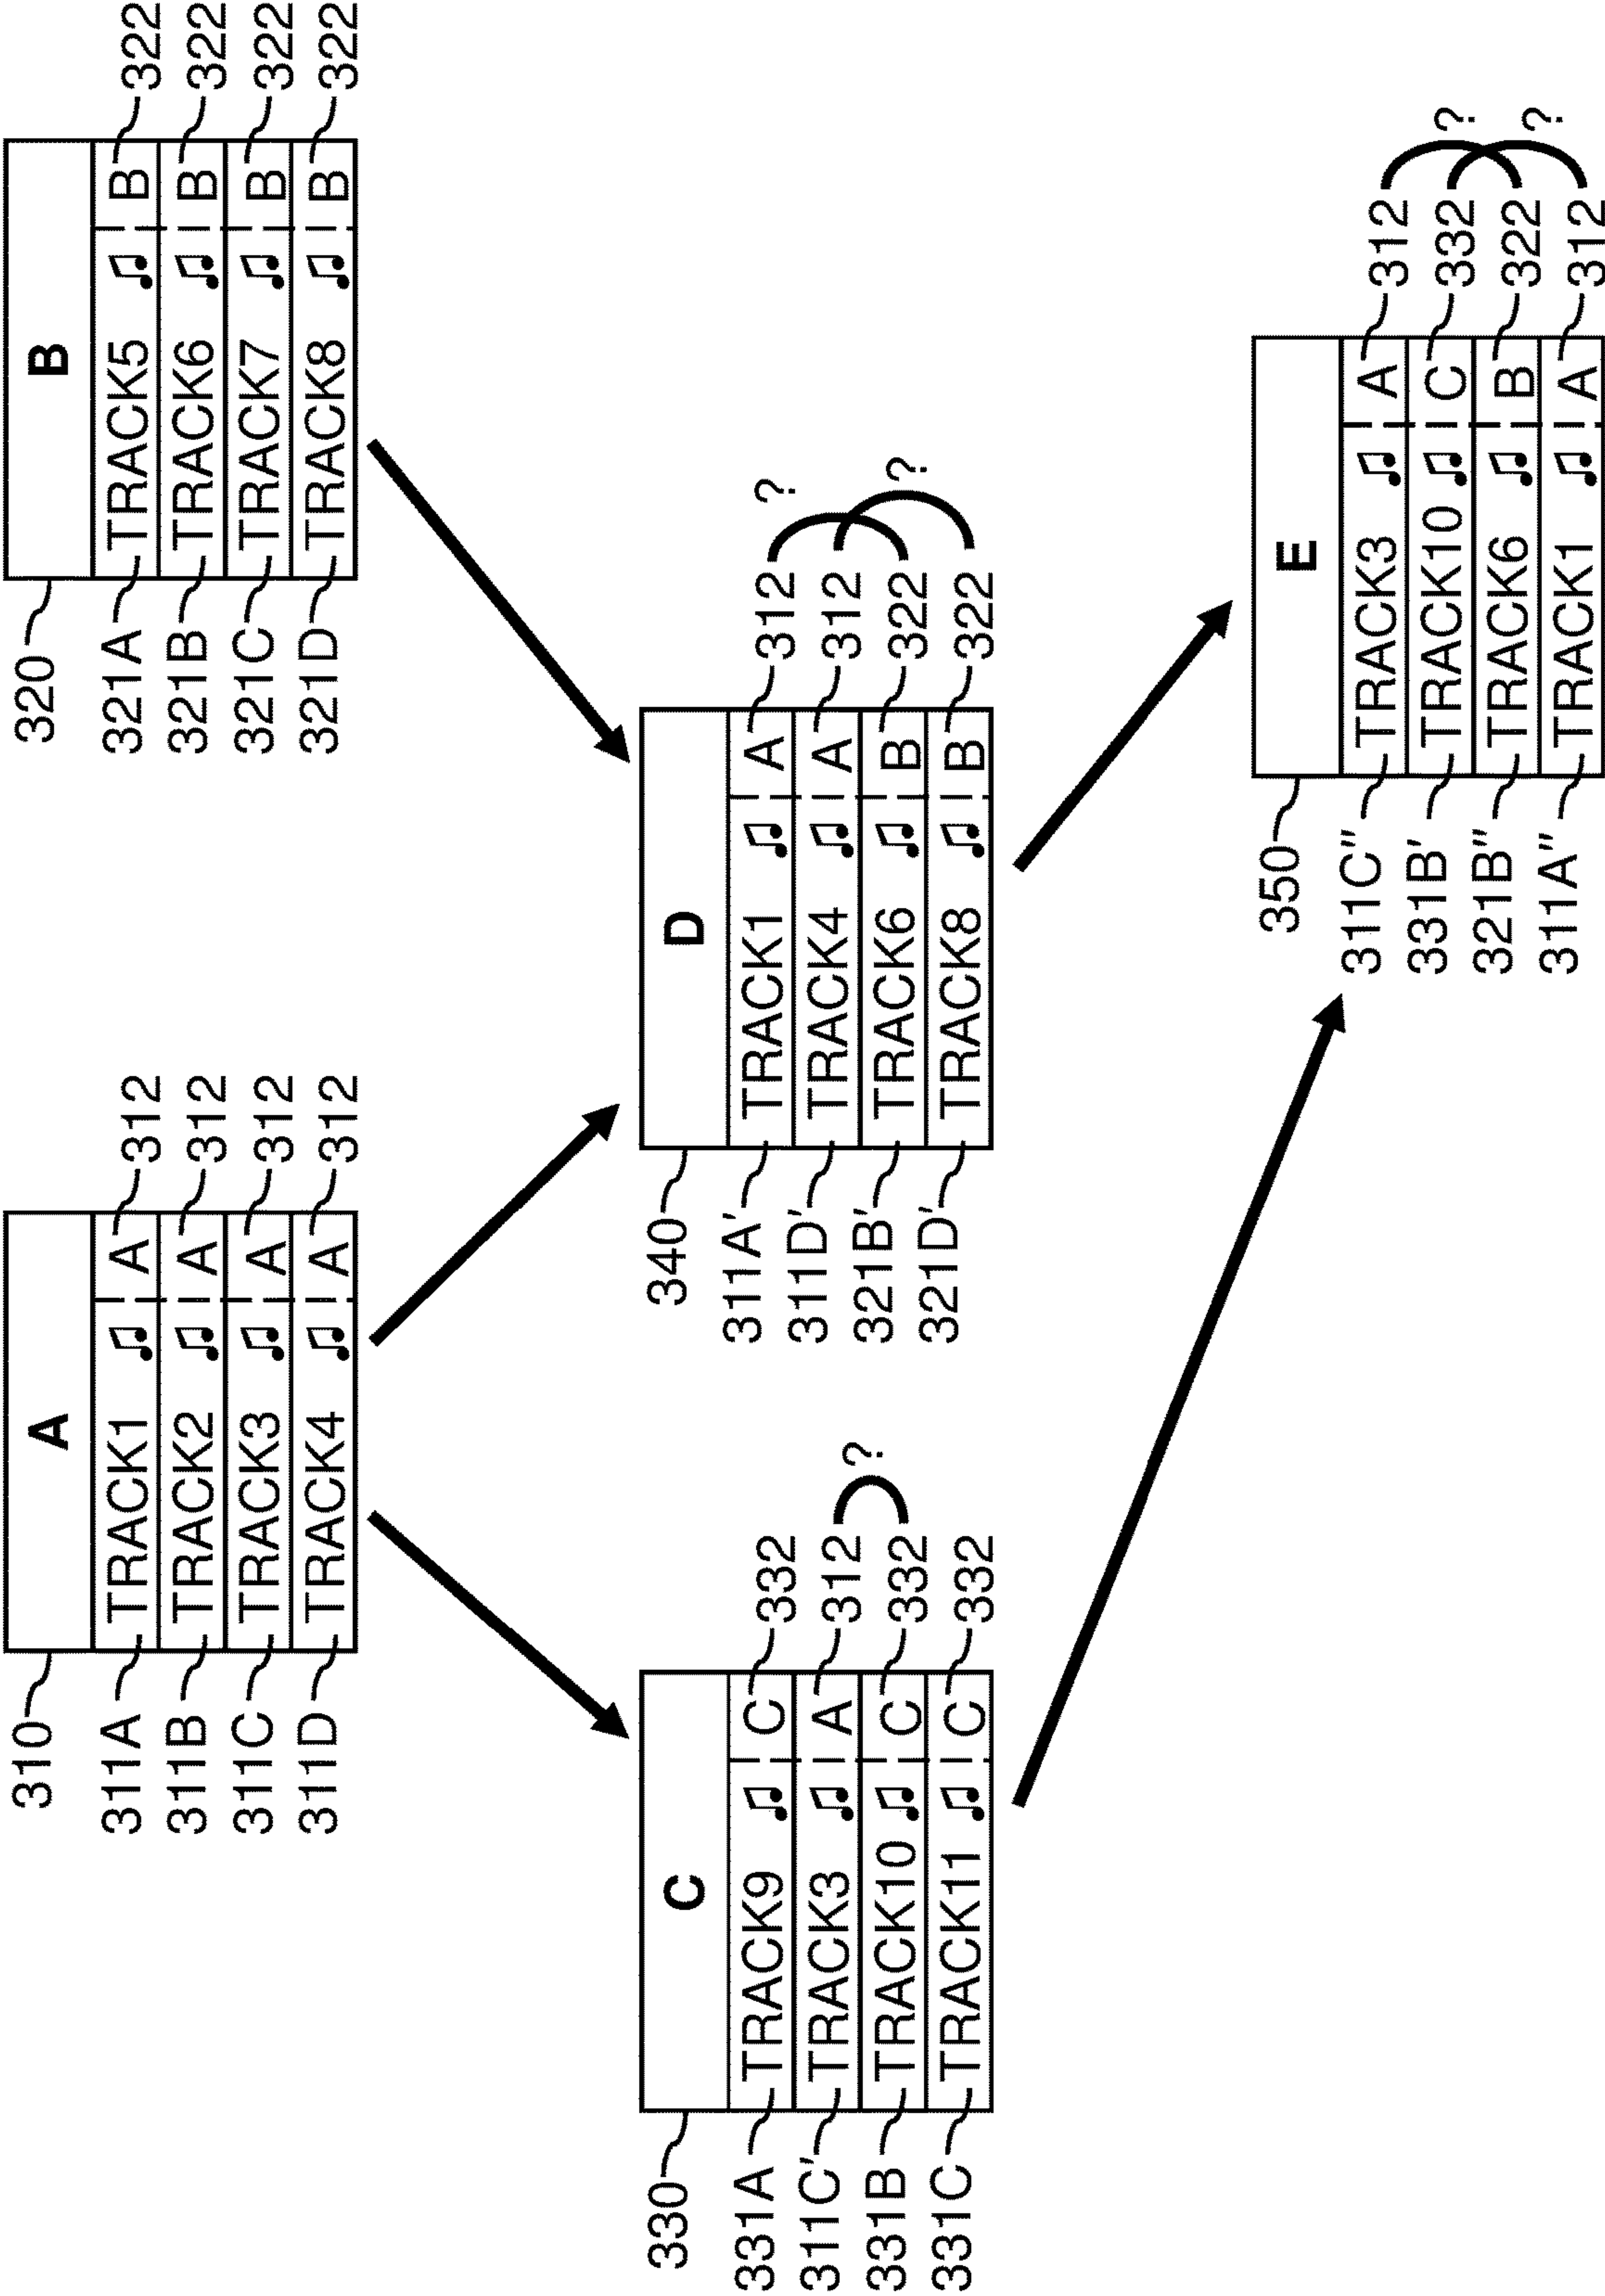 310
A
311A TRACK1 ♫ A 312
311B TRACK2 ♫ A 312
311C TRACK3 ♫ A 312
311D TRACK4 ♫ A 312
320
B
321A TRACK5 ♫ B 322
321B TRACK6 ♫ B 322
321C TRACK7 ♫ B 322
321D TRACK8 ♫ B 322
330
C
331A TRACK9 ♫ C 332
311C' TRACK3 ♫ A 312
331B TRACK10 ♫ C 332
331C TRACK11 ♫ C 332
?
340
D
311A' TRACK1 ♫ A 312
311D' TRACK4 ♫ A 312
321B' TRACK6 ♫ B 322
321D' TRACK8 ♫ B 322
?
?
350
E
311C" TRACK3 ♫ A 312
331B' TRACK10 ♫ C 332
321B" TRACK6 ♫ B 322
311A" TRACK1 ♫ A 312
?
?